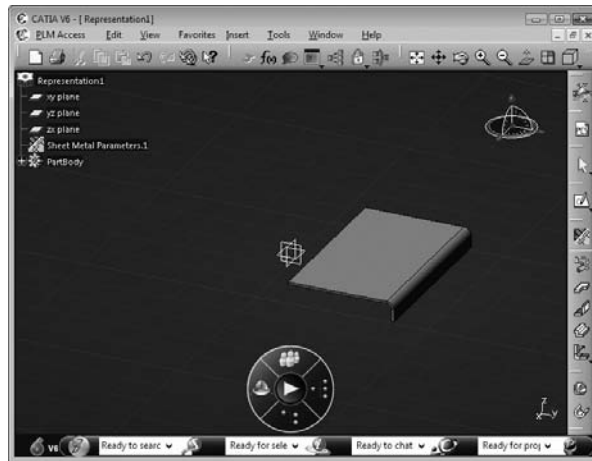 CATIA V6 - [ Representation1]
PLM Access Edit View Favorites Insert Tools Window Help
Representation1
xy plane
yz plane
zx plane
Sheet Metal Parameters.1
PartBody
z
x y
V6 Ready to searc Ready for sele Ready to chat Ready for proj